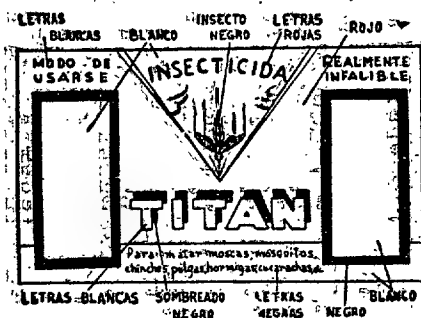 LETRAS BLANCAS
BLANCO
INSECTO NEGRO
LETRAS ROJAS
ROJO
MODO DE USARSE
INSECTICIDA
REALMENTE INFALIBLE
TITAN
Para matar moscas, mosquitos,
chinches, pulgas, hormigas, cucarachas, &
LETRAS BLANCAS
SOMBREADO NEGRO
LETRAS NEGRAS
NEGRO
BLANCO